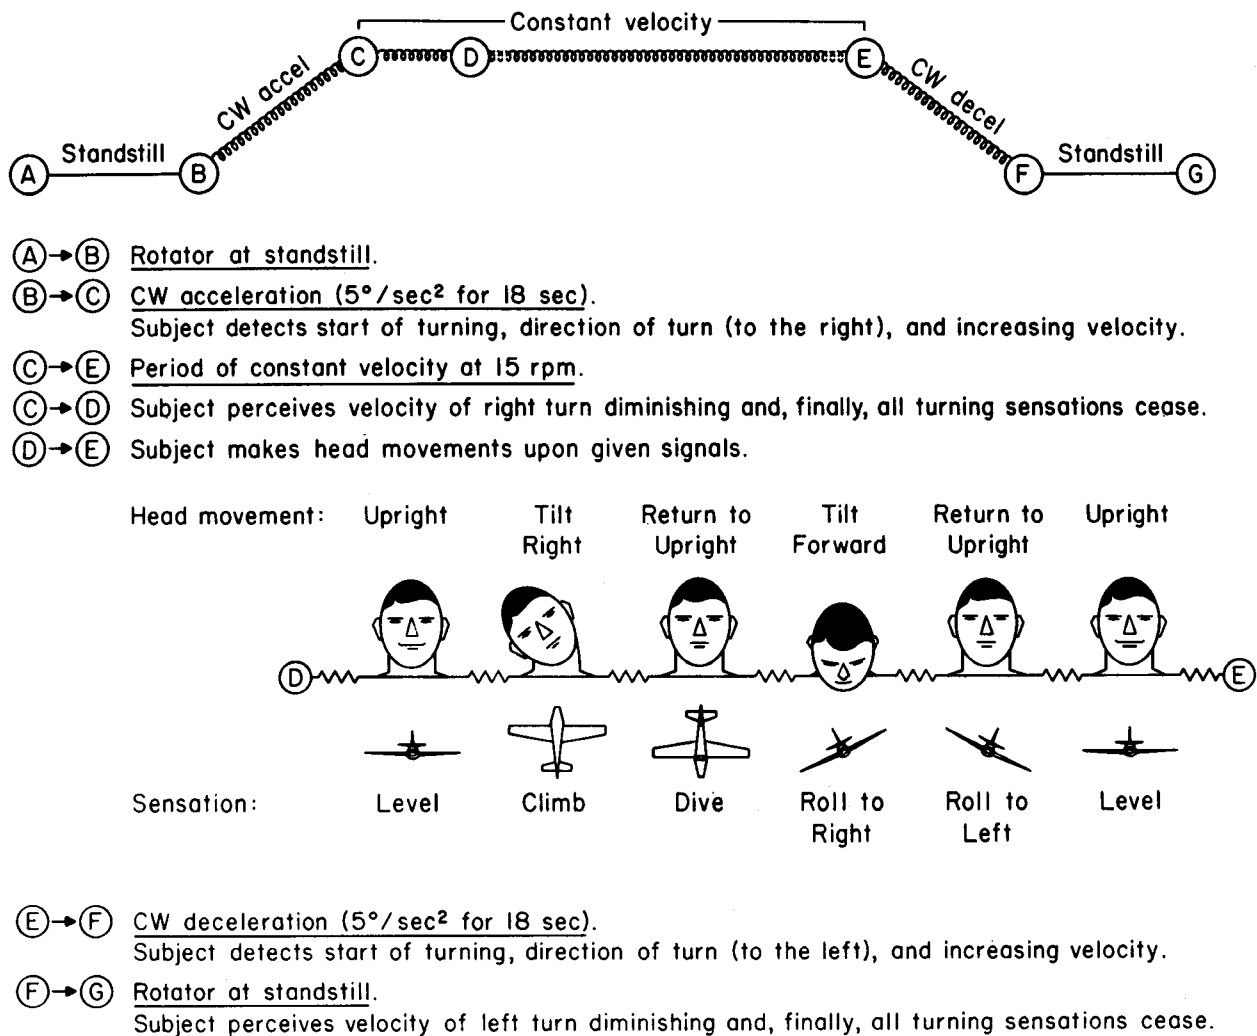 Constant velocity
C D E
CW accel
CW decel
Standstill
Standstill
A B F G
A→B Rotator at standstill.
B→C CW acceleration (5°/sec² for 18 sec).
Subject detects start of turning, direction of turn (to the right), and increasing velocity.
C→E Period of constant velocity at 15 rpm.
C→D Subject perceives velocity of right turn diminishing and, finally, all turning sensations cease.
D→E Subject makes head movements upon given signals.
Head movement: Upright Tilt Return to Tilt Return to Upright
Right Upright Forward Upright
D E
Sensation: Level Climb Dive Roll to Roll to Level
Right Left
E→F CW deceleration (5°/sec² for 18 sec).
Subject detects start of turning, direction of turn (to the left), and increasing velocity.
F→G Rotator at standstill.
Subject perceives velocity of left turn diminishing and, finally, all turning sensations cease.